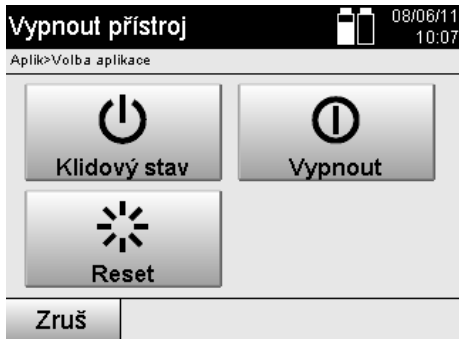 Vypnout přístroj
08/06/11
10:07
Aplik>Volba aplikace
Klidový stav
Vypnout
Reset
Zruš